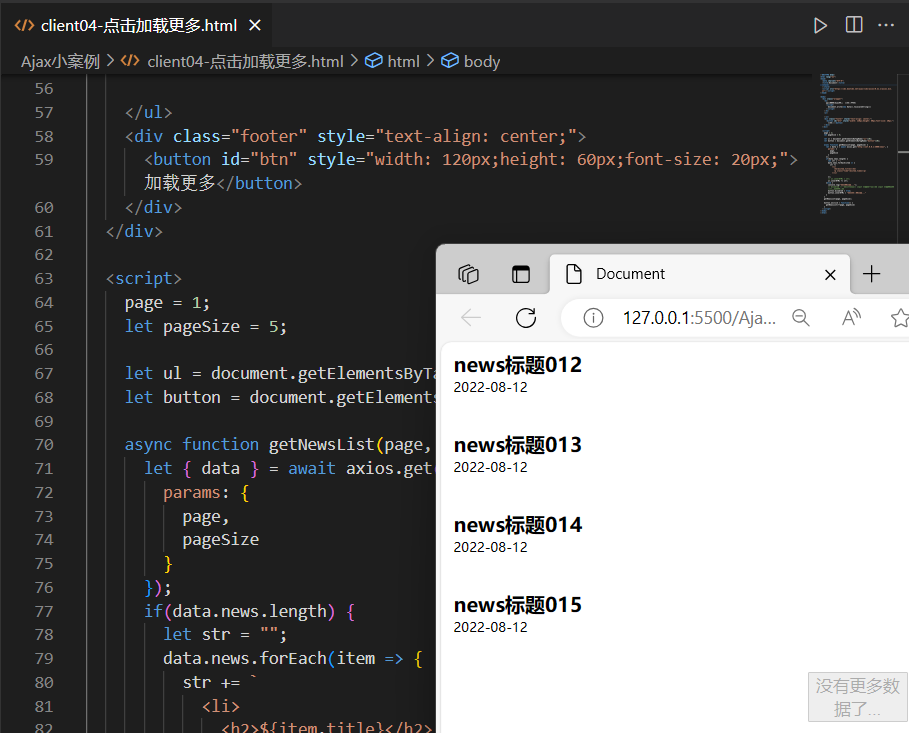 client04-点击加载更多.html
Ajax小案例 > client04-点击加载更多.html > html > body
56
57 </ul>
58 <div class="footer" style="text-align: center;">
59 <button id="btn" style="width: 120px;height: 60px;font-size: 20px;">
加载更多</button>
60 </div>
61 </div>
62
63 <script>
64 page = 1;
65 let pageSize = 5;
66
67 let ul = document.getElementsByTa
68 let button = document.getElements
69
70 async function getNewsList(page,
71 let { data } = await axios.get(
72 params: {
73 page,
74 pageSize
75 }
76 });
77 if(data.news.length) {
78 let str = "";
79 data.news.forEach(item => {
80 str += `
81 <li>
82 <h2>${item.title}</h2>
Document
127.0.0.1:5500/Aja...
news标题012
2022-08-12
news标题013
2022-08-12
news标题014
2022-08-12
news标题015
2022-08-12
没有更多数
据了...